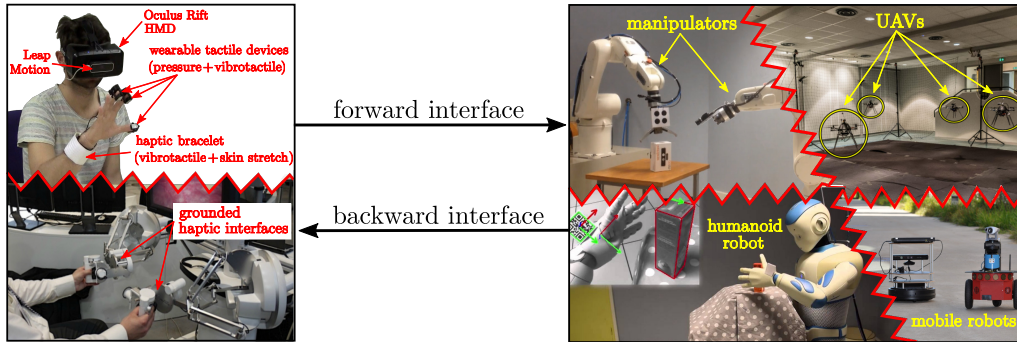 Oculus Rift
HMD
Leap
Motion
wearable tactile devices
(pressure+vibrotactile)
haptic bracelet
(vibrotactile+skin stretch)
grounded
haptic interfaces
forward interface
backward interface
manipulators
UAVs
humanoid
robot
mobile robots